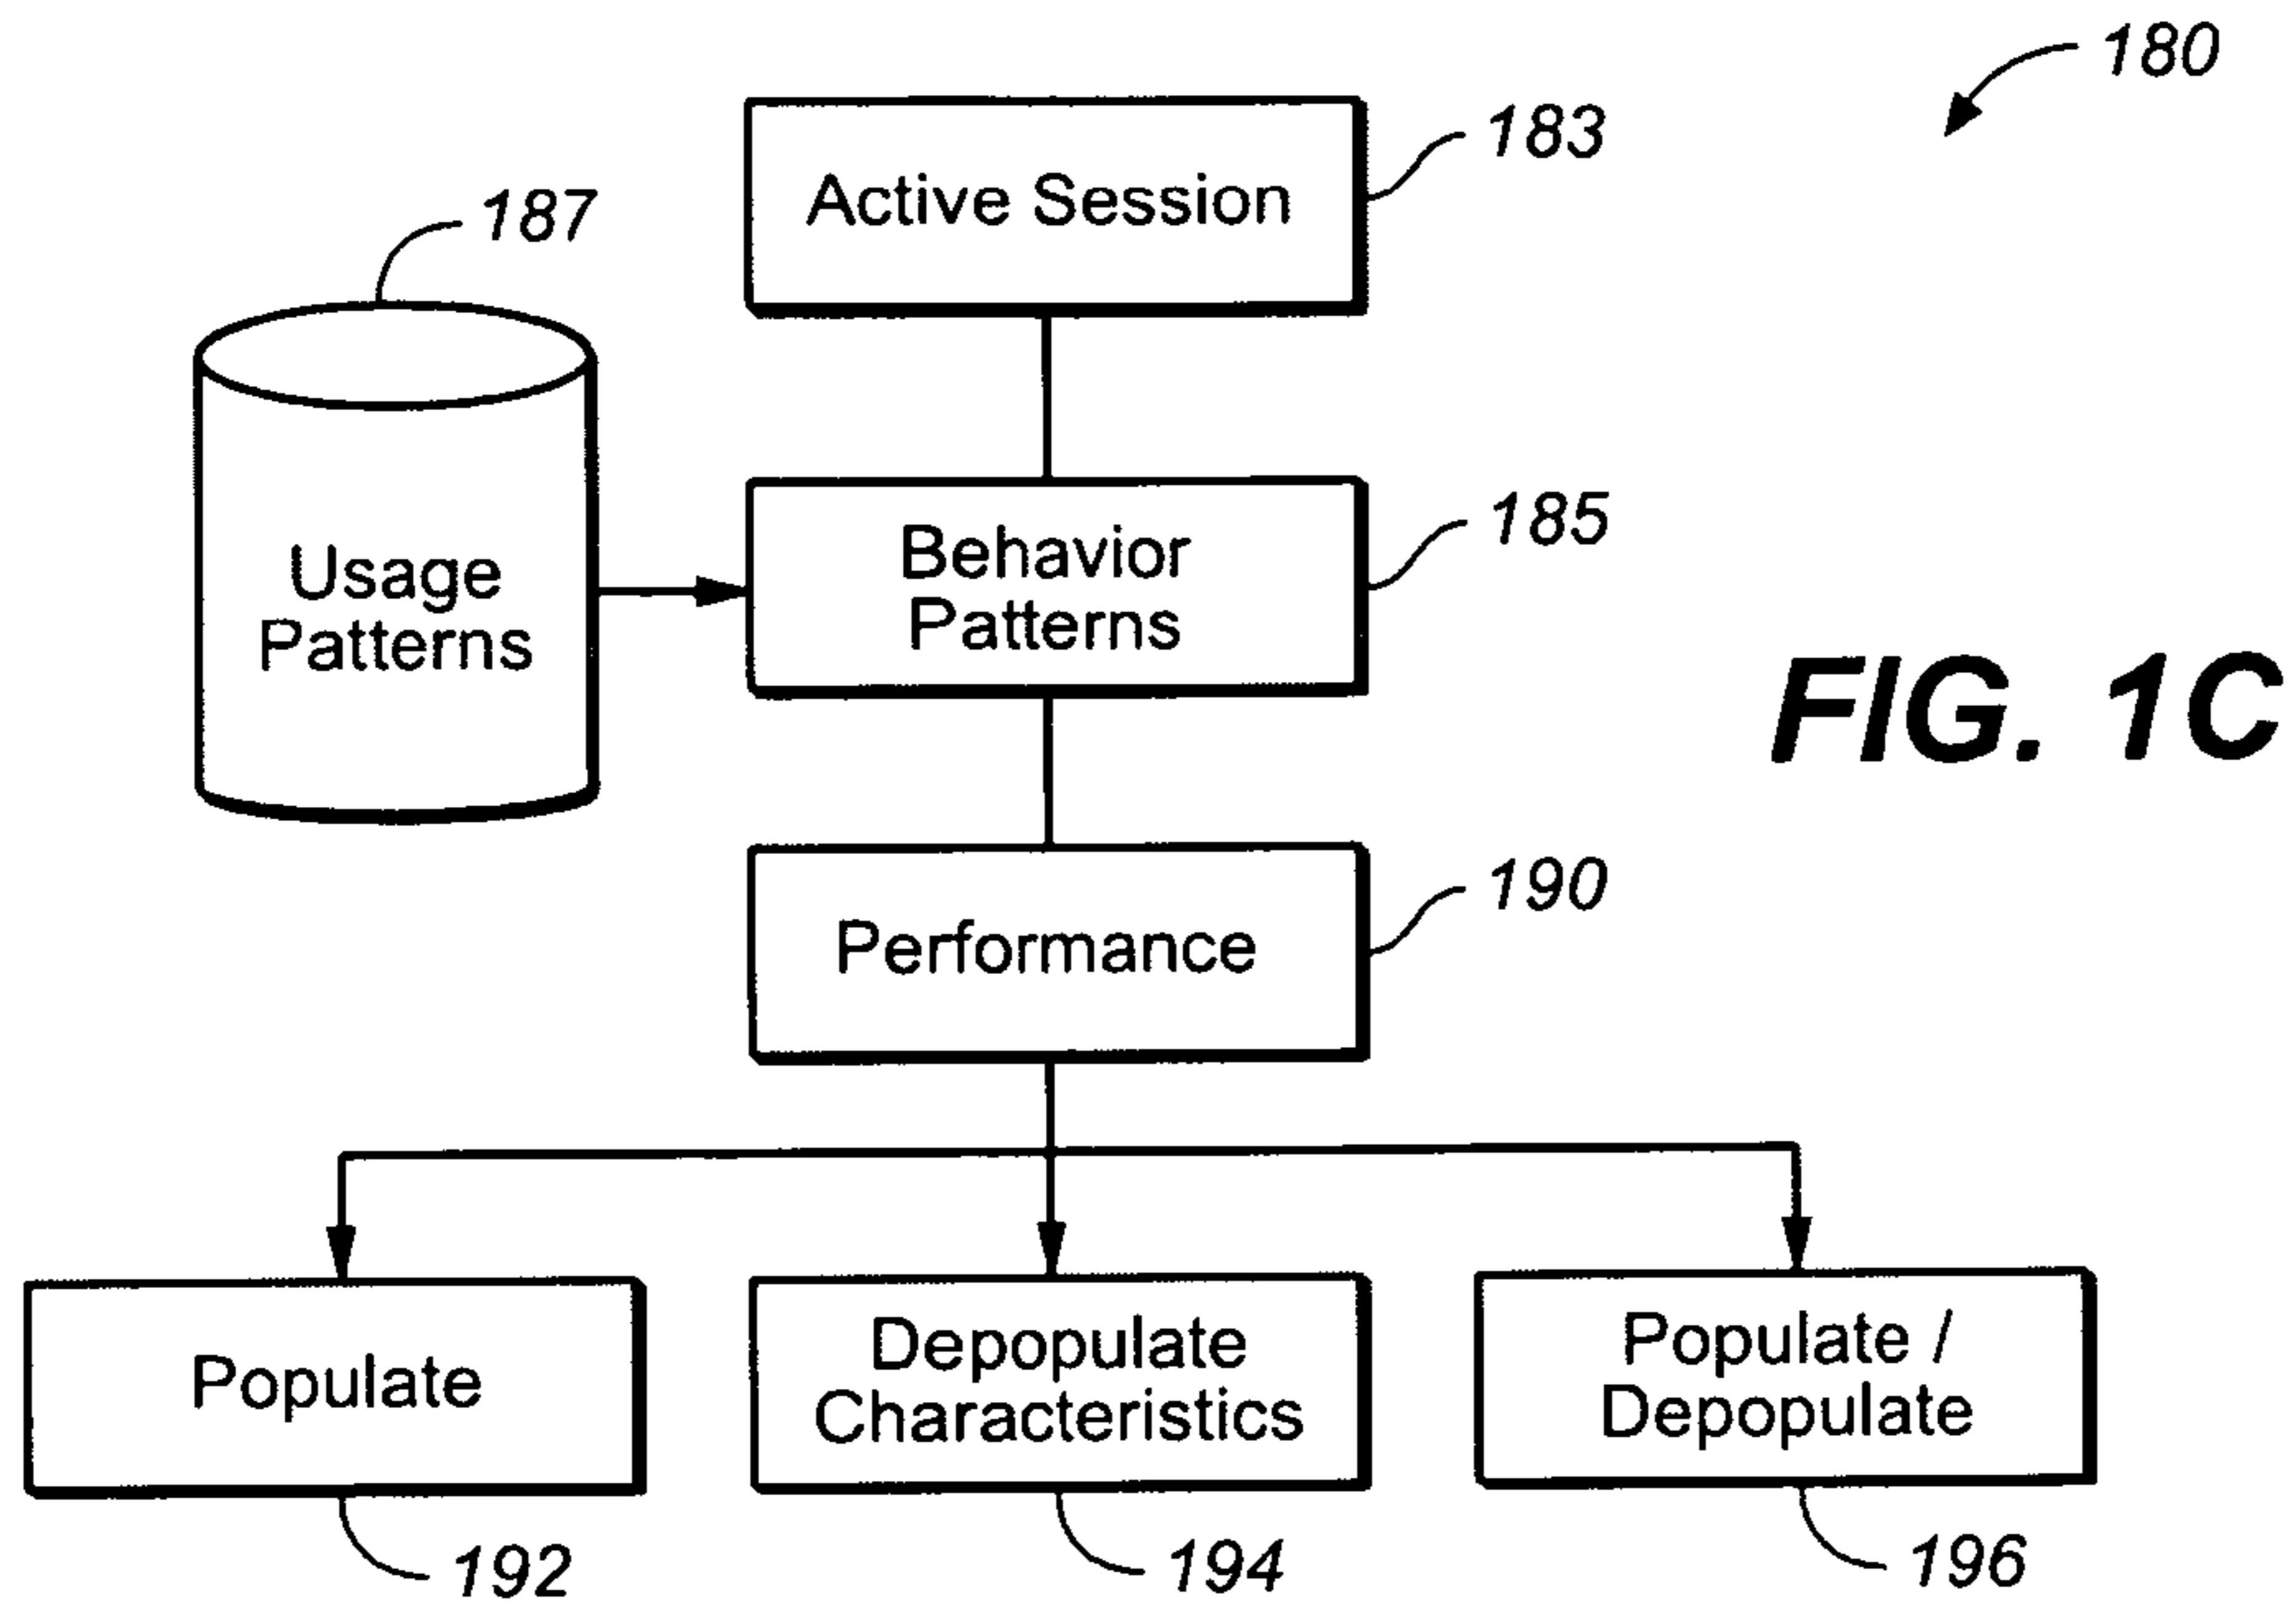 180
183
Active Session
187
185
Behavior
Patterns
Usage
Patterns
FIG. 1C
190
Performance
Populate
Depopulate
Characteristics
Populate /
Depopulate
192
194
196